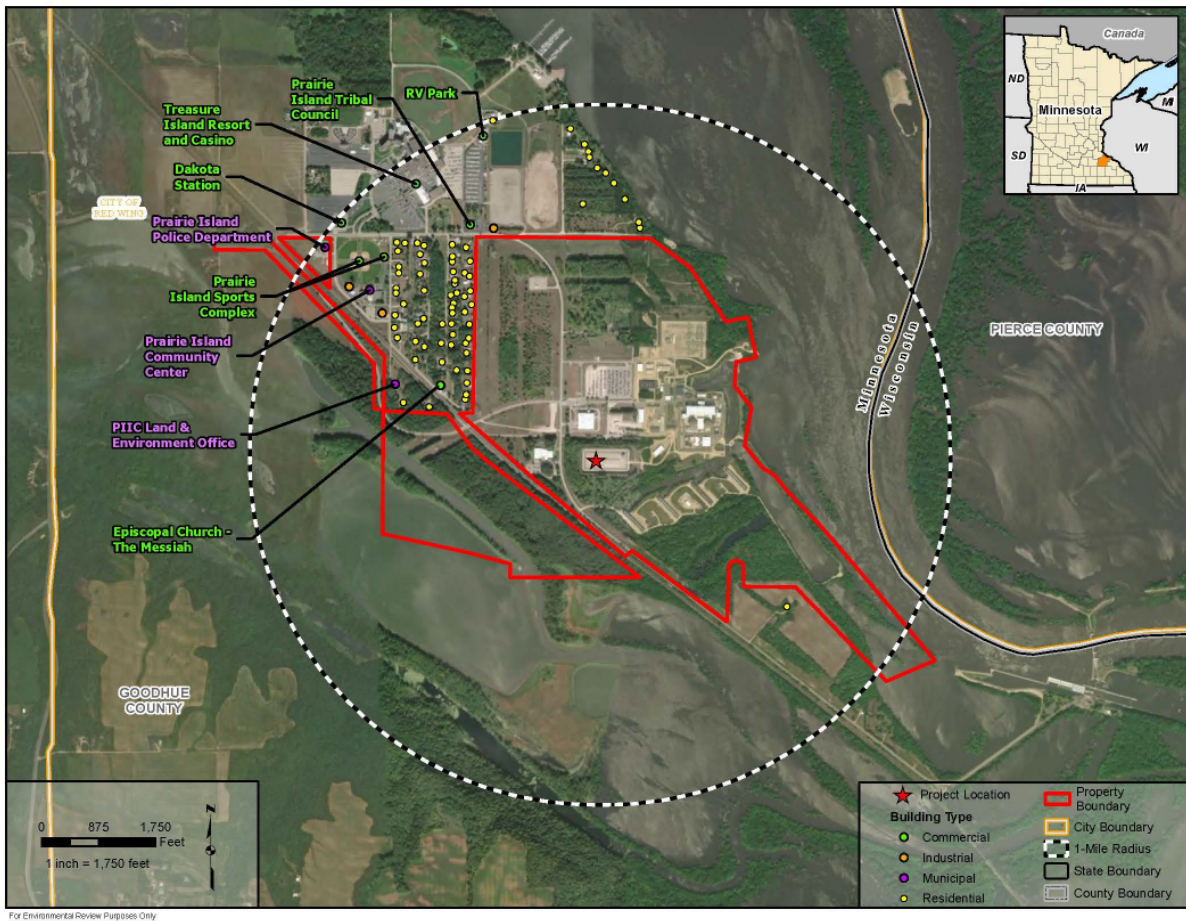 Canada
ND
Minnesota
MI
SD
WI
IA
Prairie
Island Tribal
Council
RV Park
Treasure
Island Resort
and Casino
Dakota
Station
CITY OF
RED WING
Prairie Island
Police Department
Prairie
Island Sports
Complex
Prairie Island
Community
Center
PIIC Land &
Environment Office
Episcopal Church -
The Messiah
Minnesota
Wisconsin
PIERCE COUNTY
GOODHUE
COUNTY
N
0 875 1,750
Feet
1 inch = 1,750 feet
Project Location
Building Type
Commercial
Industrial
Municipal
Residential
Property
Boundary
City Boundary
1-Mile Radius
State Boundary
County Boundary
For Environmental Review Purposes Only